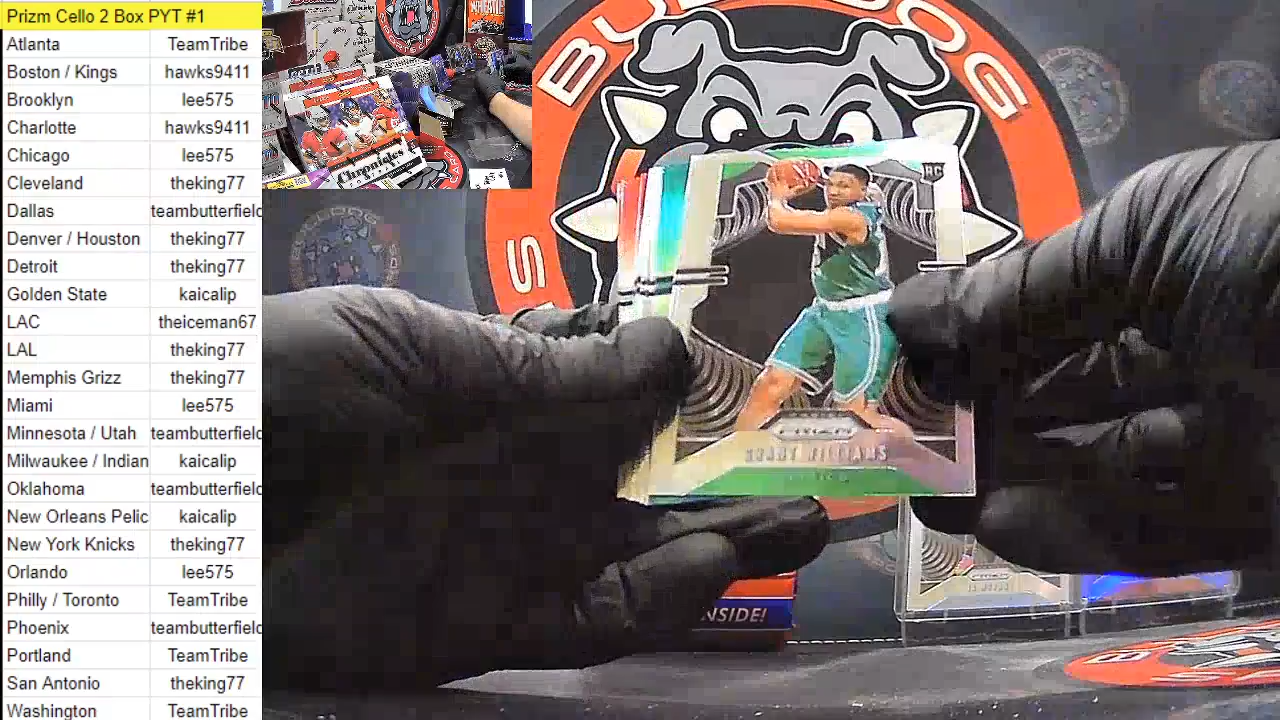 Prizm Cello 2 Box PYT #1
Atlanta TeamTribe
Boston / Kings hawks9411
Brooklyn lee575
Charlotte hawks9411
Chicago lee575
Cleveland theking77
Dallas teambutterfield
Denver / Houston theking77
Detroit theking77
Golden State kaicalip
LAC theiceman67
LAL theking77
Memphis Grizz theking77
Miami lee575
Minnesota / Utah teambutterfield
Milwaukee / Indian kaicalip
Oklahoma teambutterfield
New Orleans Pelic kaicalip
New York Knicks theking77
Orlando lee575
Philly / Toronto TeamTribe
Phoenix teambutterfield
Portland TeamTribe
San Antonio theking77
Washington TeamTribe
Chronicles
BULLDOG
S
RC
PRIZM
GRANT WILLIAMS
NSIDE!